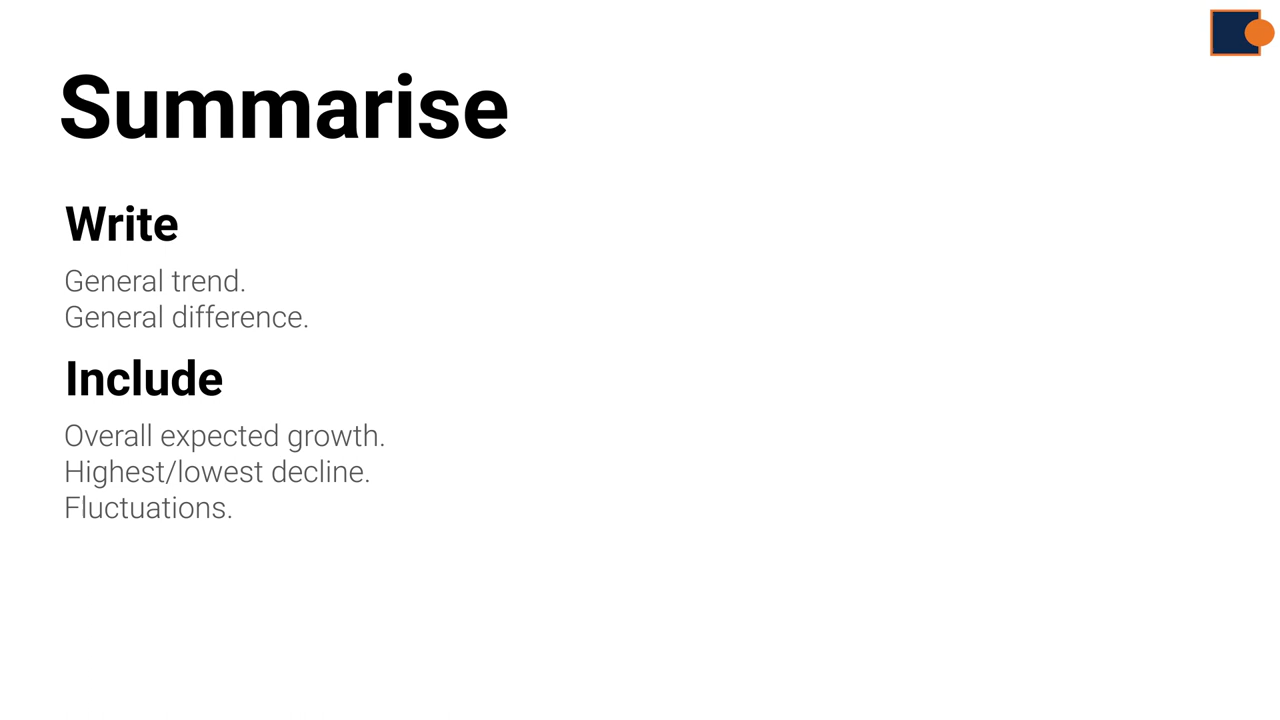 Summarise
Write
General trend.
General difference.
Include
Overall expected growth.
Highest/lowest decline.
Fluctuations.